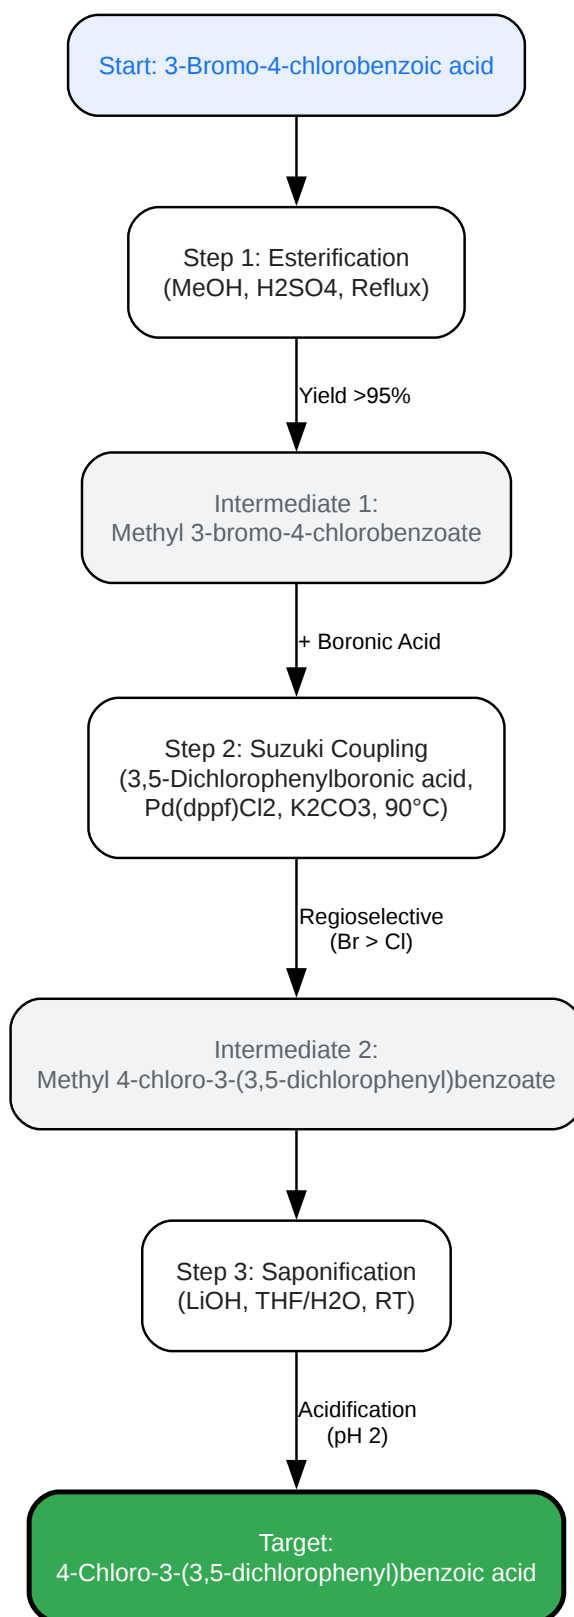 Start: 3-Bromo-4-chlorobenzoic acid
Step 1: Esterification
(MeOH, H2SO4, Reflux)
Yield >95%
Intermediate 1:
Methyl 3-bromo-4-chlorobenzoate
+ Boronic Acid
Step 2: Suzuki Coupling
(3,5-Dichlorophenylboronic acid,
Pd(dppf)Cl2, K2CO3, 90°C)
Regioselective
(Br > Cl)
Intermediate 2:
Methyl 4-chloro-3-(3,5-dichlorophenyl)benzoate
Step 3: Saponification
(LiOH, THF/H2O, RT)
Acidification
(pH 2)
Target:
4-Chloro-3-(3,5-dichlorophenyl)benzoic acid